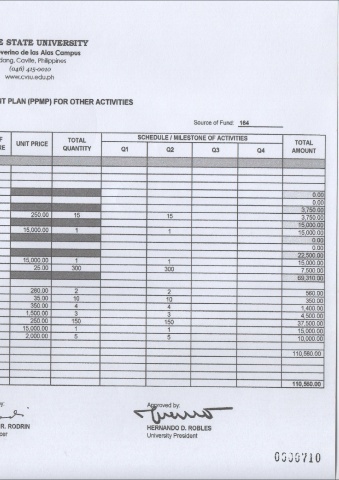 E STATE UNIVERSITY
verino de las Alas Campus
dang, Cavite, Philippines
(046) 415-0010
www.cvsu.edu.ph
IT PLAN (PPMP) FOR OTHER ACTIVITIES
Source of Fund: 164
UNIT PRICE TOTAL QUANTITY SCHEDULE / MILESTONE OF ACTIVITIES TOTAL AMOUNT
Q1 Q2 Q3 Q4
0.00
0.00
3,750.00
250.00 15 15 3,750.00
15,000.00
15,000.00 1 1 15,000.00
0.00
0.00
22,500.00
15,000.00 1 1 15,000.00
25.00 300 300 7,500.00
69,310.00
280.00 2 2 560.00
35.00 10 10 350.00
350.00 4 4 1,400.00
1,500.00 3 3 4,500.00
250.00 150 150 37,500.00
15,000.00 1 1 15,000.00
2,000.00 5 5 10,000.00
110,560.00
110,560.00
by: Approved by:
R. RODRIN HERNANDO D. ROBLES
cer University President